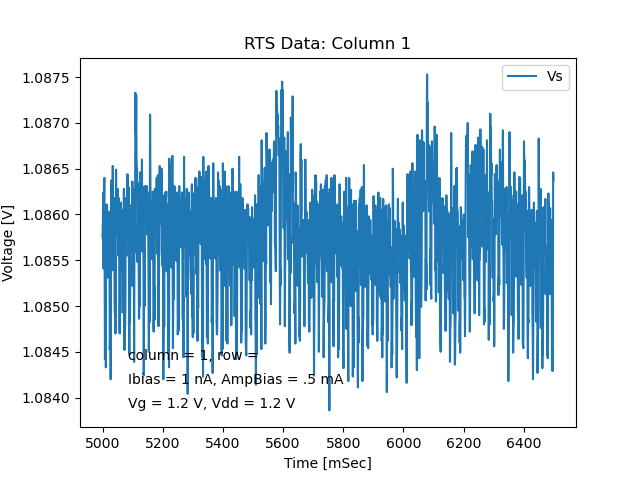 RTS Data: Column 1
Vs
Voltage [V]
1.0875
1.0870
1.0865
1.0860
1.0855
1.0850
1.0845
1.0840
column = 1, row =
Ibias = 1 nA, AmpBias = .5 mA
Vg = 1.2 V, Vdd = 1.2 V
5000 5200 5400 5600 5800 6000 6200 6400
Time [mSec]